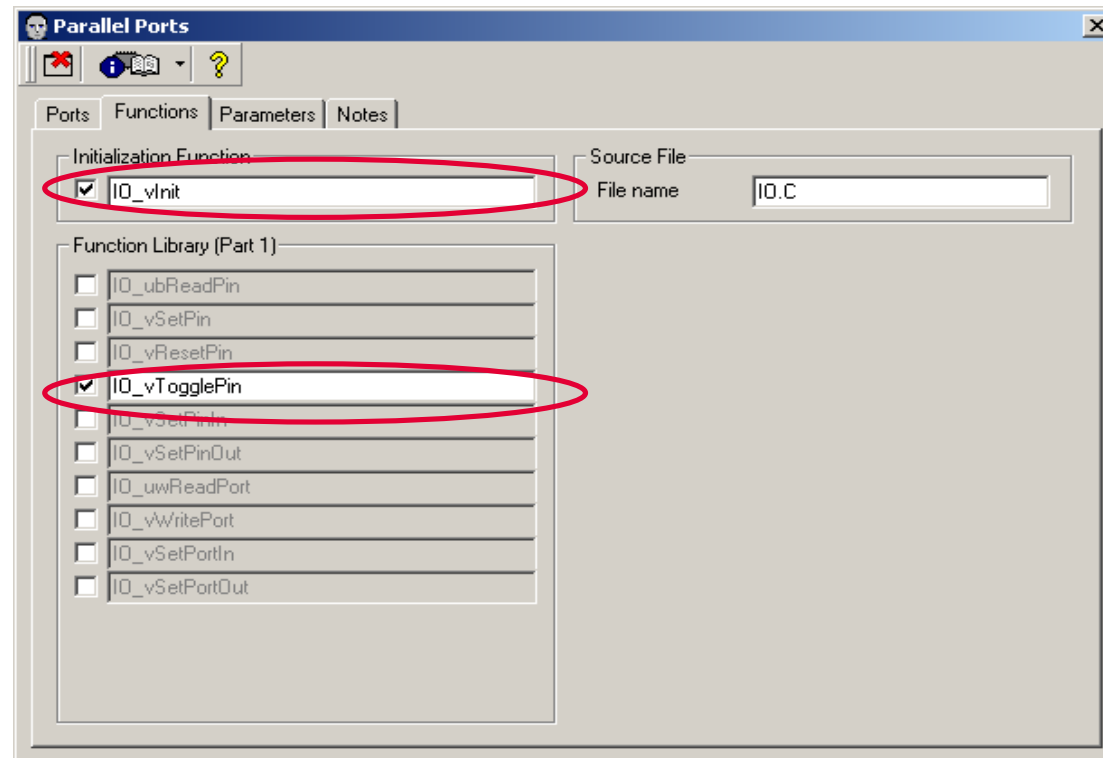 Parallel Ports
Ports Functions Parameters Notes
Initialization Function
IO_vInit
Source File
File name IO.C
Function Library (Part 1)
IO_ubReadPin
IO_vSetPin
IO_vResetPin
IO_vTogglePin
IO_vSetPinIn
IO_vSetPinOut
IO_uwReadPort
IO_vWritePort
IO_vSetPortIn
IO_vSetPortOut